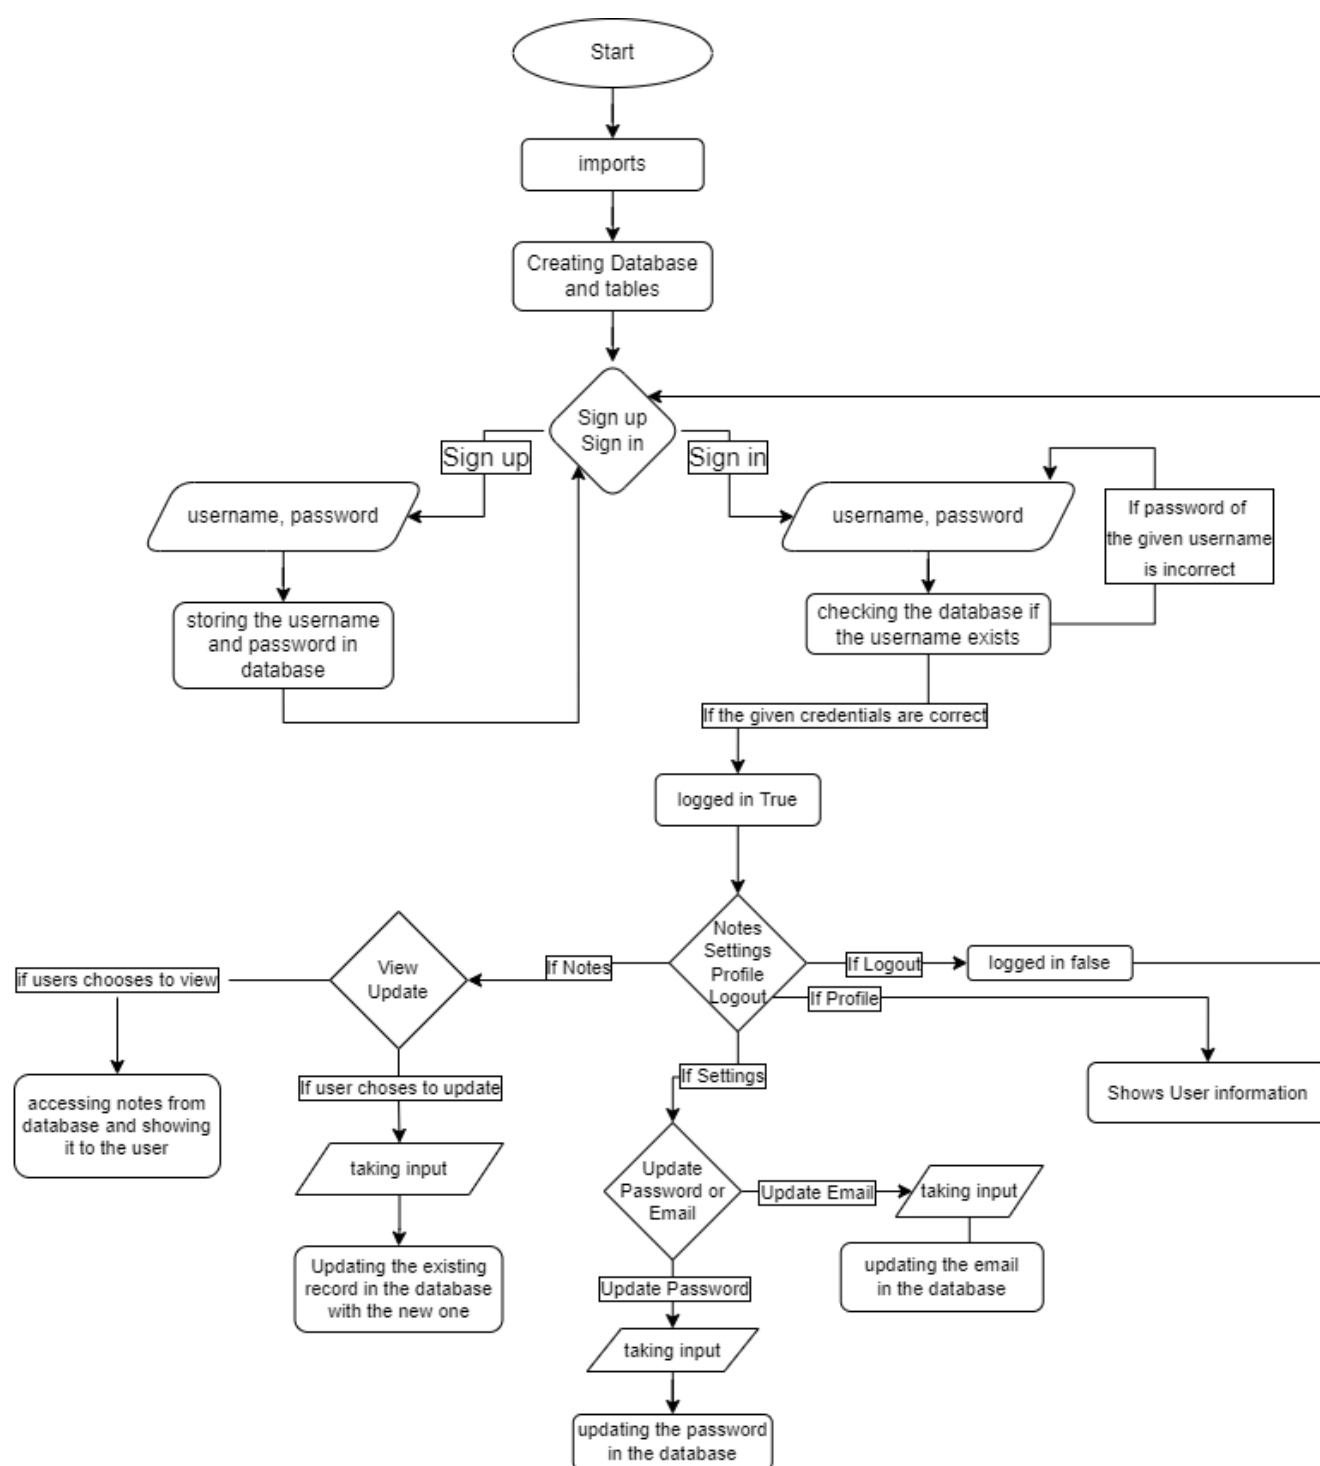 Start
imports
Creating Database
and tables
Sign up
Sign in
Sign up
Sign in
username, password
username, password
If password of
the given username
is incorrect
storing the username
and password in
database
checking the database if
the username exists
If the given credentials are correct
logged in True
Notes
Settings
Profile
Logout
If Notes
If Logout
logged in false
If Profile
View
Update
if users chooses to view
If Settings
If user choses to update
Shows User information
accessing notes from
database and showing
it to the user
taking input
Update
Password or
Email
Update Email
taking input
Updating the existing
record in the database
with the new one
updating the email
in the database
Update Password
taking input
updating the password
in the database